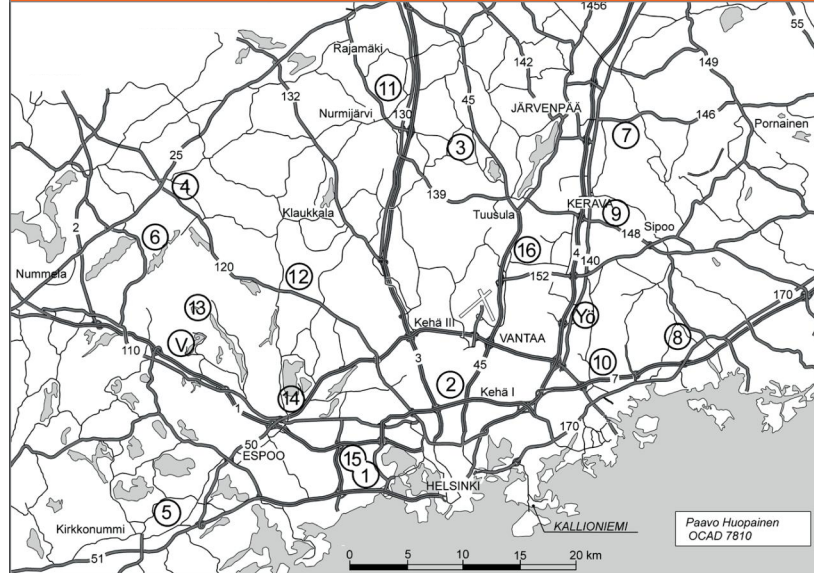 1456
55
Rajamäki
142
149
132
11
45
JÄRVENPÄÄ
Nurmijärvi
130
146
Pornainen
3
7
25
4
139
KERAVA
9
Klaukkala
Tuusula
Sipoo
2
6
148
16
4
140
Nummela
120
12
152
170
13
Yö
Kehä III
VANTAA
8
V
110
3
45
10
2
7
14
Kehä I
1
50
170
ESPOO
15
1
HELSINKI
5
Kirkkonummi
KALLIONIEMI
Paavo Huopainen
OCAD 7810
51
0 5 10 15 20 km